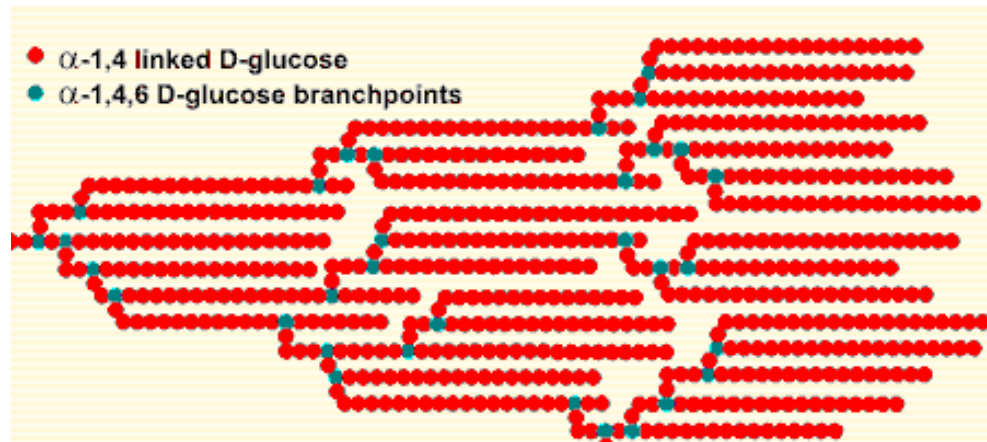 α-1,4 linked D-glucose
α-1,4,6 D-glucose branchpoints